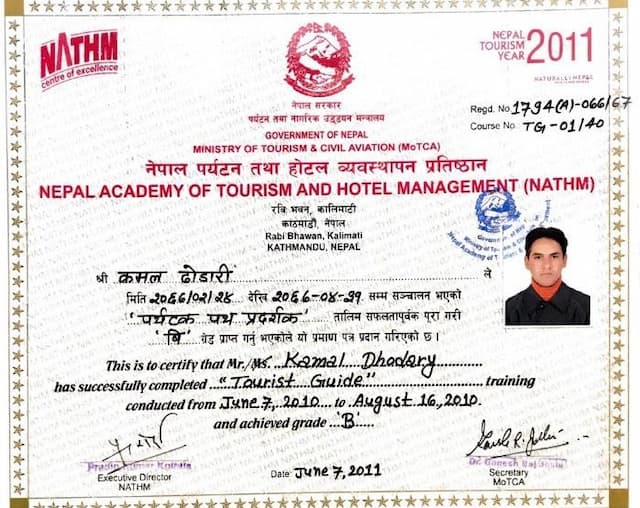 NATHM
centre of excellence
NEPAL
TOURISM
YEAR 2011
NATURALLY NEPAL
नेपाल सरकार
पर्यटन तथा नागरिक उड्डयन मन्त्रालय
GOVERNMENT OF NEPAL
MINISTRY OF TOURISM & CIVIL AVIATION (MoTCA)
Regd. No 1794(A)-066/67
Course No. TG-01/40
नेपाल पर्यटन तथा होटल व्यवस्थापन प्रतिष्ठान
NEPAL ACADEMY OF TOURISM AND HOTEL MANAGEMENT (NATHM)
रवि भवन, कालिमाटी
काठमाडौं, नेपाल
Rabi Bhawan, Kalimati
KATHMANDU, NEPAL
श्री कमल ढोडारी ले
मिति २०६७/०२/२४ देखि २०६७-०४-३१ सम्म सञ्चालन भएको
"पर्यटक पथ प्रदर्शक" तालिम सफलतापूर्वक पूरा गरी
'बि' ग्रेड प्राप्त गर्नु भएकोले यो प्रमाण पत्र प्रदान गरिएको छ।
This is to certify that Mr./Ms. Kamal Dhodary
has successfully completed "Tourist Guide" training
conducted from June 7, 2010 to August 16, 2010.
and achieved grade 'B'
Executive Director
NATHM
Date: June 7, 2011
Secretary
MoTCA